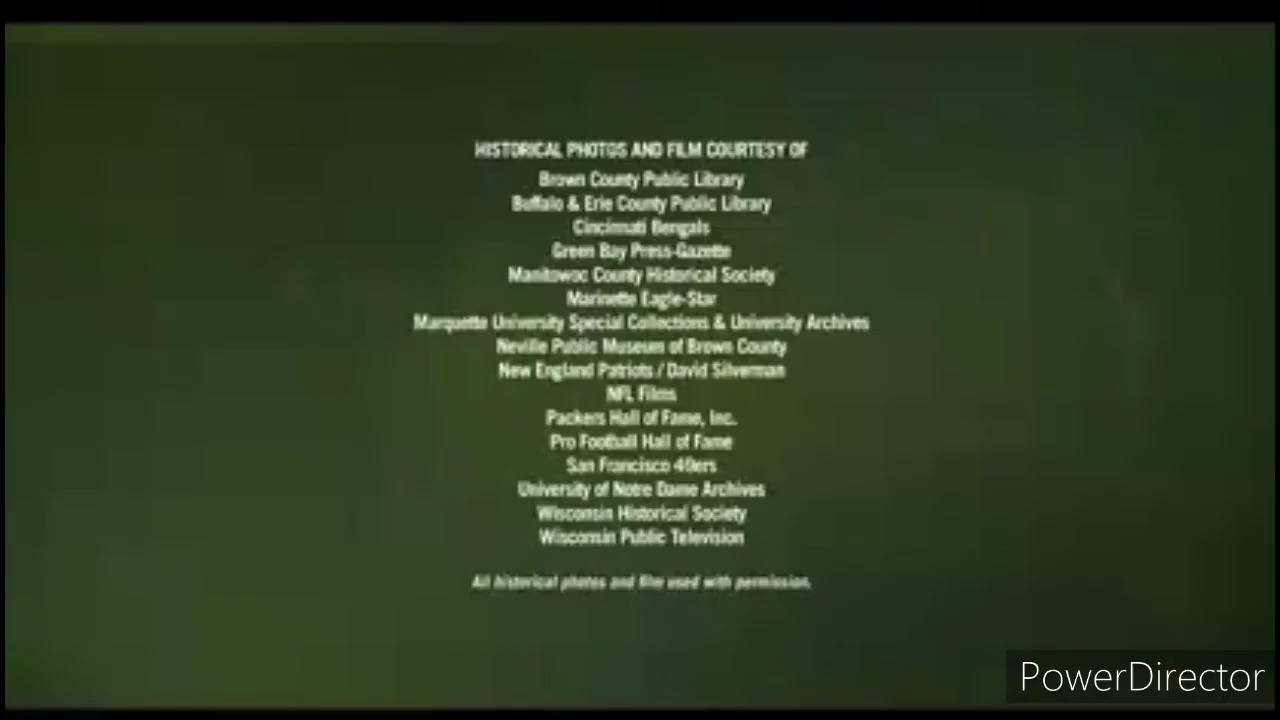 HISTORICAL PHOTOS AND FILM COURTESY OF
Brown County Public Library
Buffalo & Erie County Public Library
Cincinnati Bengals
Green Bay Press-Gazette
Manitowoc County Historical Society
Marinette Eagle-Star
Marquette University Special Collections & University Archives
Neville Public Museum of Brown County
New England Patriots / David Silverman
NFL Films
Packers Hall of Fame, Inc.
Pro Football Hall of Fame
San Francisco 49ers
University of Notre Dame Archives
Wisconsin Historical Society
Wisconsin Public Television
All historical photos and film used with permission.
PowerDirector